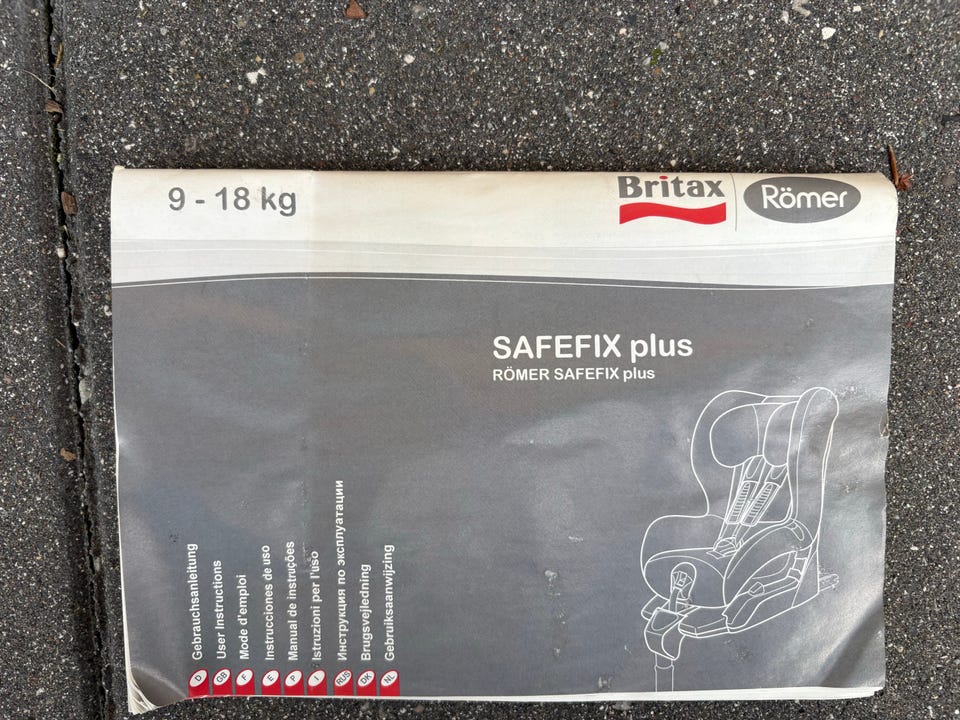 9 - 18 kg
Britax Römer
SAFEFIX plus
RÖMER SAFEFIX plus
D Gebrauchsanleitung
GB User Instructions
F Mode d'emploi
E Instrucciones de uso
P Manual de instruções
I Istruzioni per l'uso
RUS Инструкция по эксплуатации
DK Brugsvejledning
NL Gebruiksaanwijzing